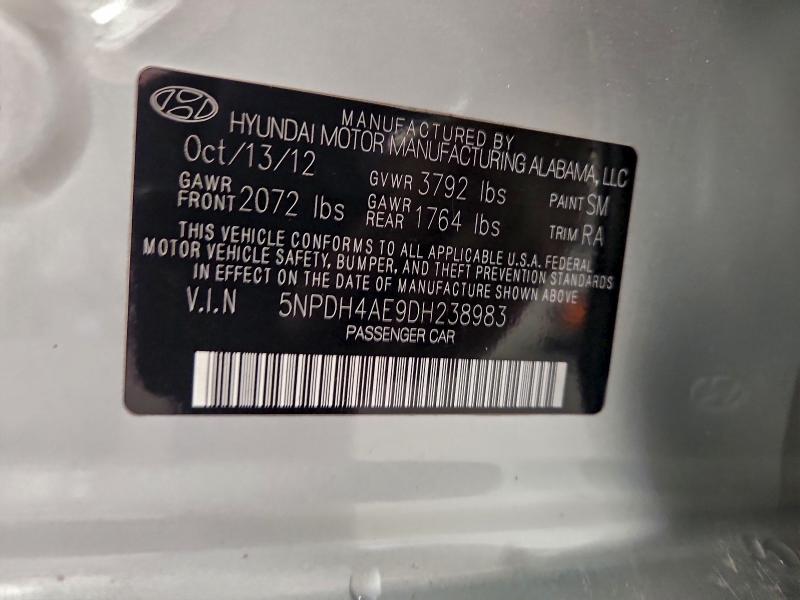 MANUFACTURED BY
HYUNDAI MOTOR MANUFACTURING ALABAMA, LLC
Oct/13/12
GVWR 3792 lbs
PAINT SM
GAWR FRONT 2072 lbs
GAWR REAR 1764 lbs
TRIM RA
THIS VEHICLE CONFORMS TO ALL APPLICABLE U.S.A. FEDERAL
MOTOR VEHICLE SAFETY, BUMPER, AND THEFT PREVENTION STANDARDS
IN EFFECT ON THE DATE OF MANUFACTURE SHOWN ABOVE
V.I.N 5NPDH4AE9DH238983
PASSENGER CAR